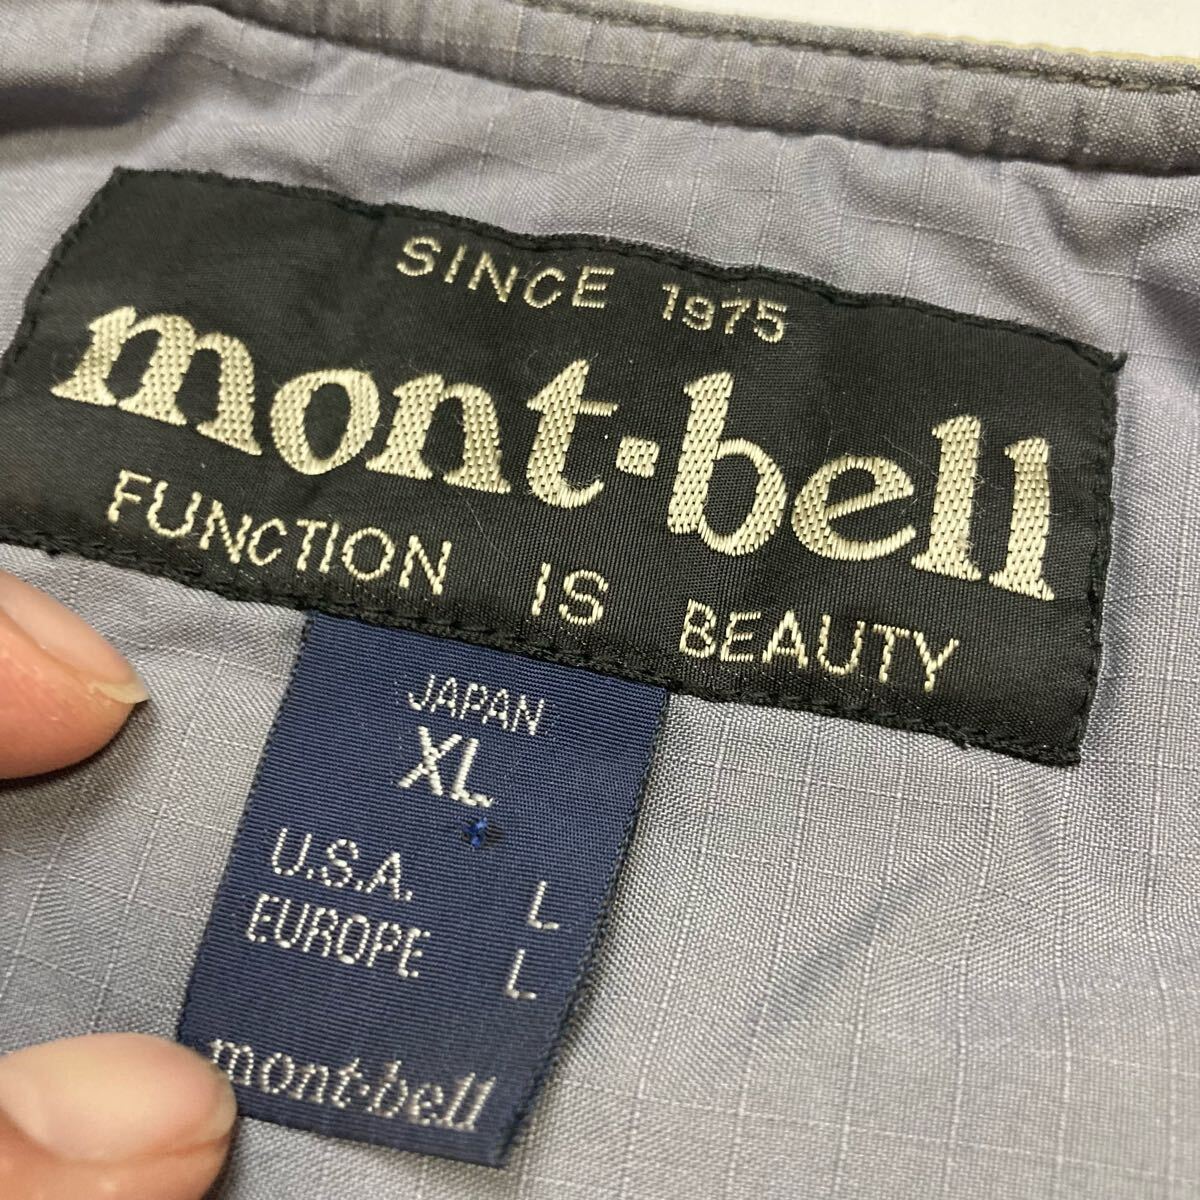 SINCE 1975
mont·bell
FUNCTION IS BEAUTY
JAPAN
XL
U.S.A. L
EUROPE L
mont·bell